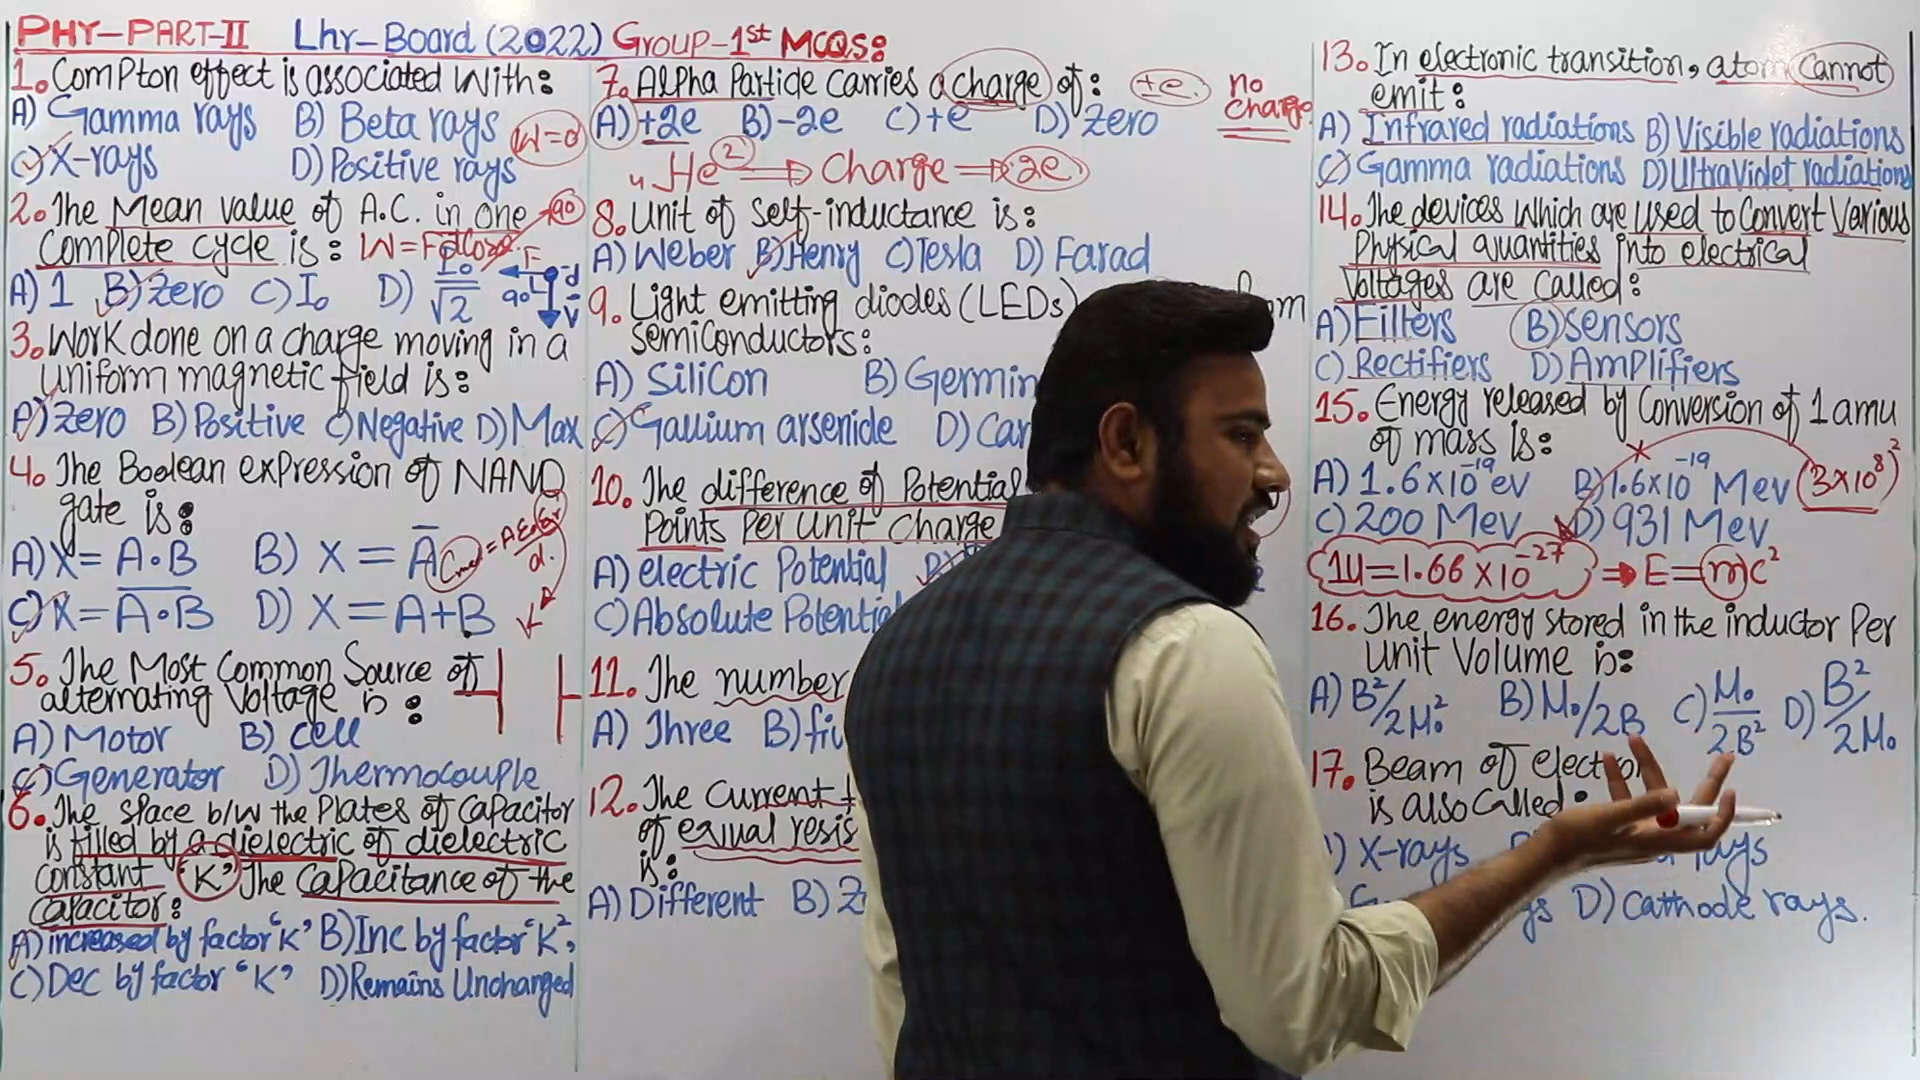 PHY-PART-II Lhr-Board (2022) Group-1st MCQS:
1. Compton effect is associated with:
A) Gamma rays B) Beta rays
C) X-rays D) Positive rays
W=0
2. The Mean value of A.C. in one
Complete cycle is: W=FdCosθ 90
A) 1 B) Zero C) I₀ D) I₀/√2
F d 90° V
3. Work done on a charge moving in a
Uniform magnetic field is:
A) Zero B) Positive C) Negative D) Max
4. The Boolean expression of NAND
gate is:
A) X = A·B B) X = A̅
C) X = A̅·̅B̅ D) X = A+B
5. The Most Common Source of
alternating Voltage is:
A) Motor B) Cell
C) Generator D) Thermocouple
6. The space b/w the Plates of Capacitor
is filled by a dielectric of dielectric
constant 'K' The Capacitance of the
Capacitor:
A) increased by factor 'K' B) Inc by factor 'K²,
C) Dec by factor 'K' D) Remains Unchanged
7. Alpha Particle carries a charge of: +e no
charge
A) +2e B) -2e C) +e D) Zero
4 He 2 ⇒ Charge ⇒ 2e
8. Unit of self-inductance is:
A) Weber B) Henry C) Tesla D) Farad
9. Light emitting diodes (LEDs)
semiconductors:
A) Silicon
C) Gallium arsenide
10. The difference of Potential
Points Per Unit Charge
A) electric Potential
C) Absolute Potential
11. The number
A) Three
12. The Current
of
is:
A) Different
13. In electronic transition, atom Cannot
emit:
A) Infrared radiations B) Visible radiations
C) Gamma radiations D) Ultraviolet radiations
14. The devices which are used to Convert Various
Physical quantities into electrical
Voltages are called:
A) Filters B) Sensors
C) Rectifiers D) Amplifiers
15. Energy released by Conversion of 1 amu
of mass is:
A) 1.6×10⁻¹⁹ ev B) 1.6×10⁻¹⁹ Mev (3×10⁸)²
C) 200 Mev D) 931 Mev
1U=1.66×10⁻²⁷ ⇒ E=mc²
16. The energy stored in the inductor Per
Unit Volume is:
A) B²/2M₀² B) M₀/2B C) M₀/2B² D) B²/2M₀
17. Beam of
is also Called:
X-rays rays
D) Cathode rays.